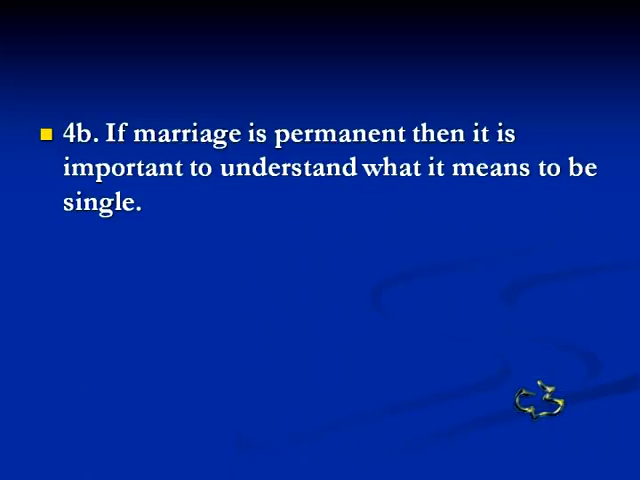 4b. If marriage is permanent then it is
important to understand what it means to be
single.